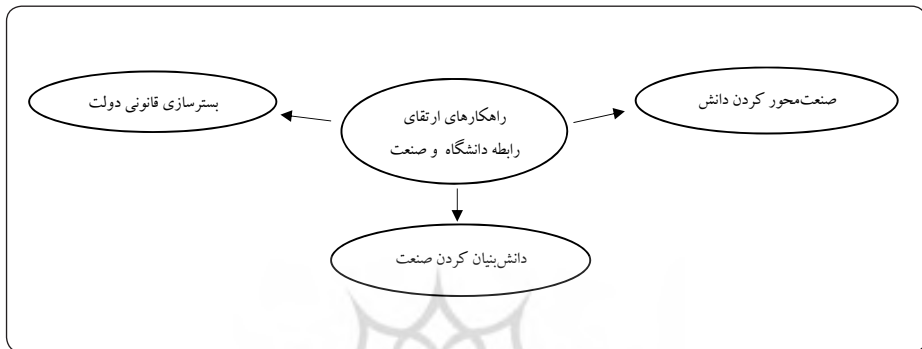 راهکارهای ارتقای
رابطه دانشگاه و صنعت
صنعت‌محور کردن دانش
بسترسازی قانونی دولت
دانش‌بنیان کردن صنعت